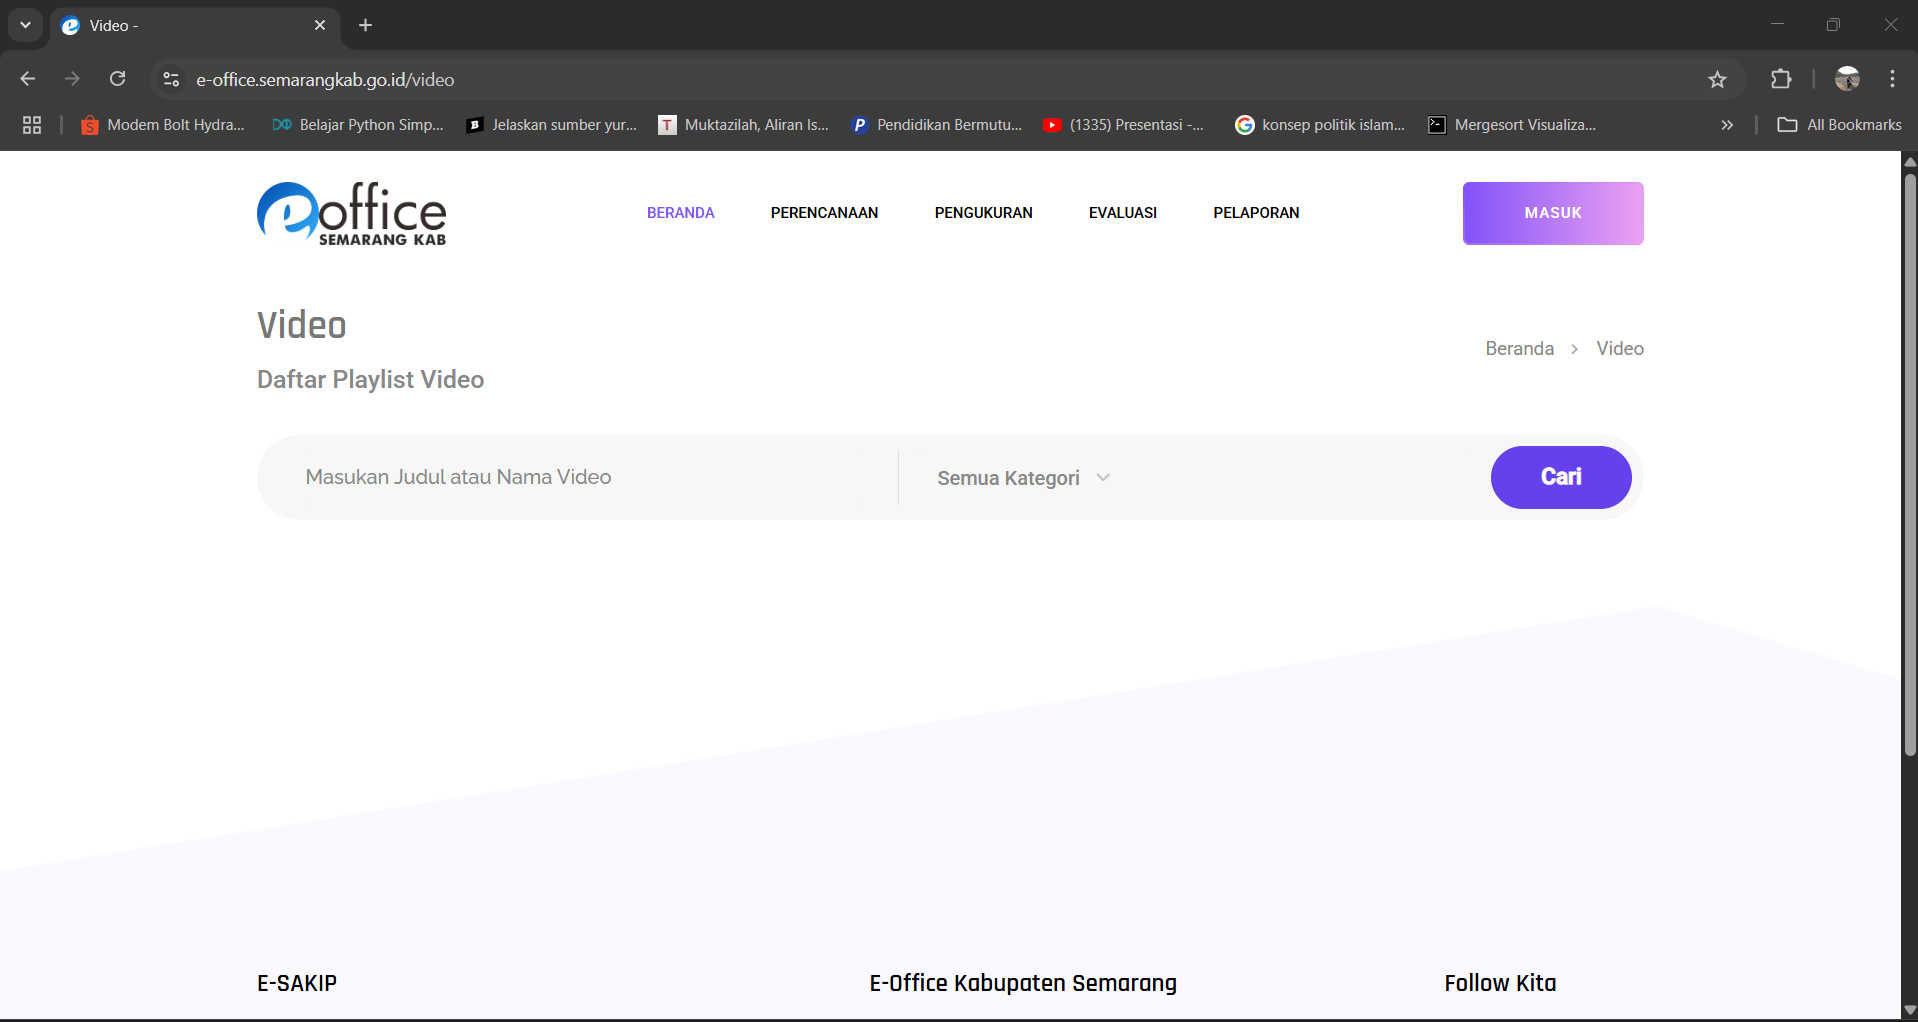 Video -
e-office.semarangkab.go.id/video
Modem Bolt Hydra...
Belajar Python Simp...
Jelaskan sumber yur...
Muktazilah, Aliran Is...
Pendidikan Bermutu...
(1335) Presentasi -...
konsep politik islam...
Mergesort Visualiza...
All Bookmarks
eoffice
SEMARANG KAB
BERANDA
PERENCANAAN
PENGUKURAN
EVALUASI
PELAPORAN
MASUK
Video
Daftar Playlist Video
Beranda > Video
Masukan Judul atau Nama Video
Semua Kategori
Cari
E-SAKIP
E-Office Kabupaten Semarang
Follow Kita